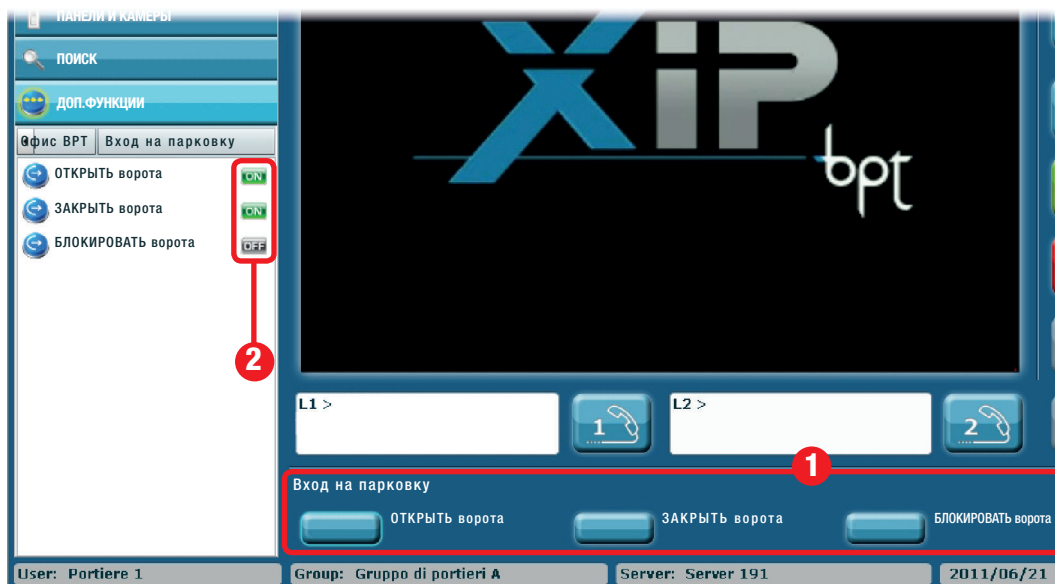 ПАНЕЛИ И КАМЕРЫ
ПОИСК
ДОП.ФУНКЦИИ
Офис BPT
Вход на парковку
ОТКРЫТЬ ворота
ON
ЗАКРЫТЬ ворота
ON
БЛОКИРОВАТЬ ворота
OFF
2
XiP
bpt
L1 >
1
L2 >
2
1
Вход на парковку
ОТКРЫТЬ ворота
ЗАКРЫТЬ ворота
БЛОКИРОВАТЬ ворота
User: Portiere 1
Group: Gruppo di portieri A
Server: Server 191
2011/06/21